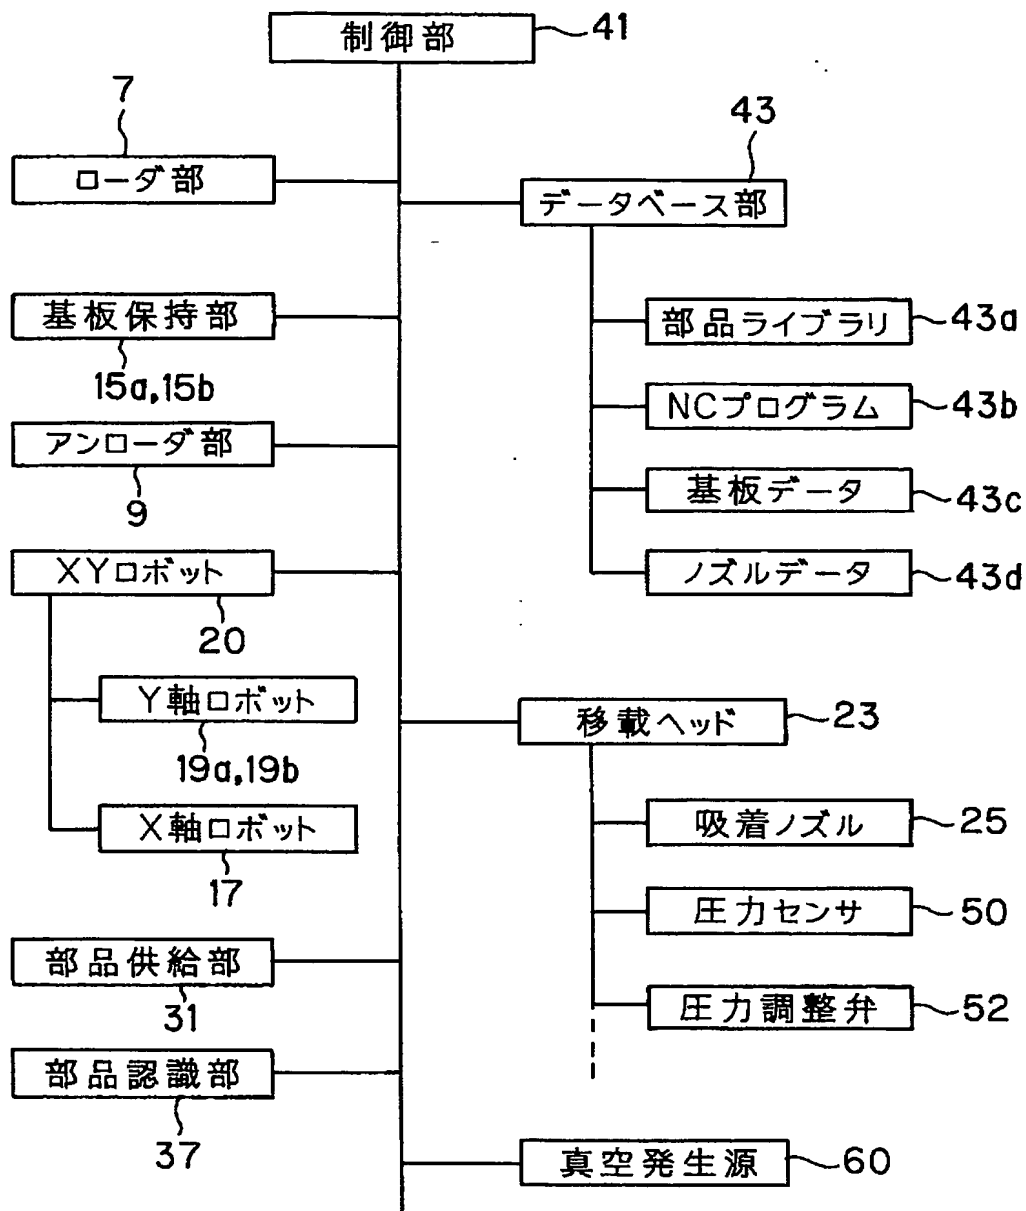 制御部
41
7
ローダ部
43
データベース部
基板保持部
15a,15b
部品ライブラリ
43a
NCプログラム
43b
アンローダ部
9
基板データ
43c
XYロボット
20
ノズルデータ
43d
Y軸ロボット
19a,19b
移載ヘッド
23
X軸ロボット
17
吸着ノズル
25
圧力センサ
50
部品供給部
31
圧力調整弁
52
部品認識部
37
真空発生源
60